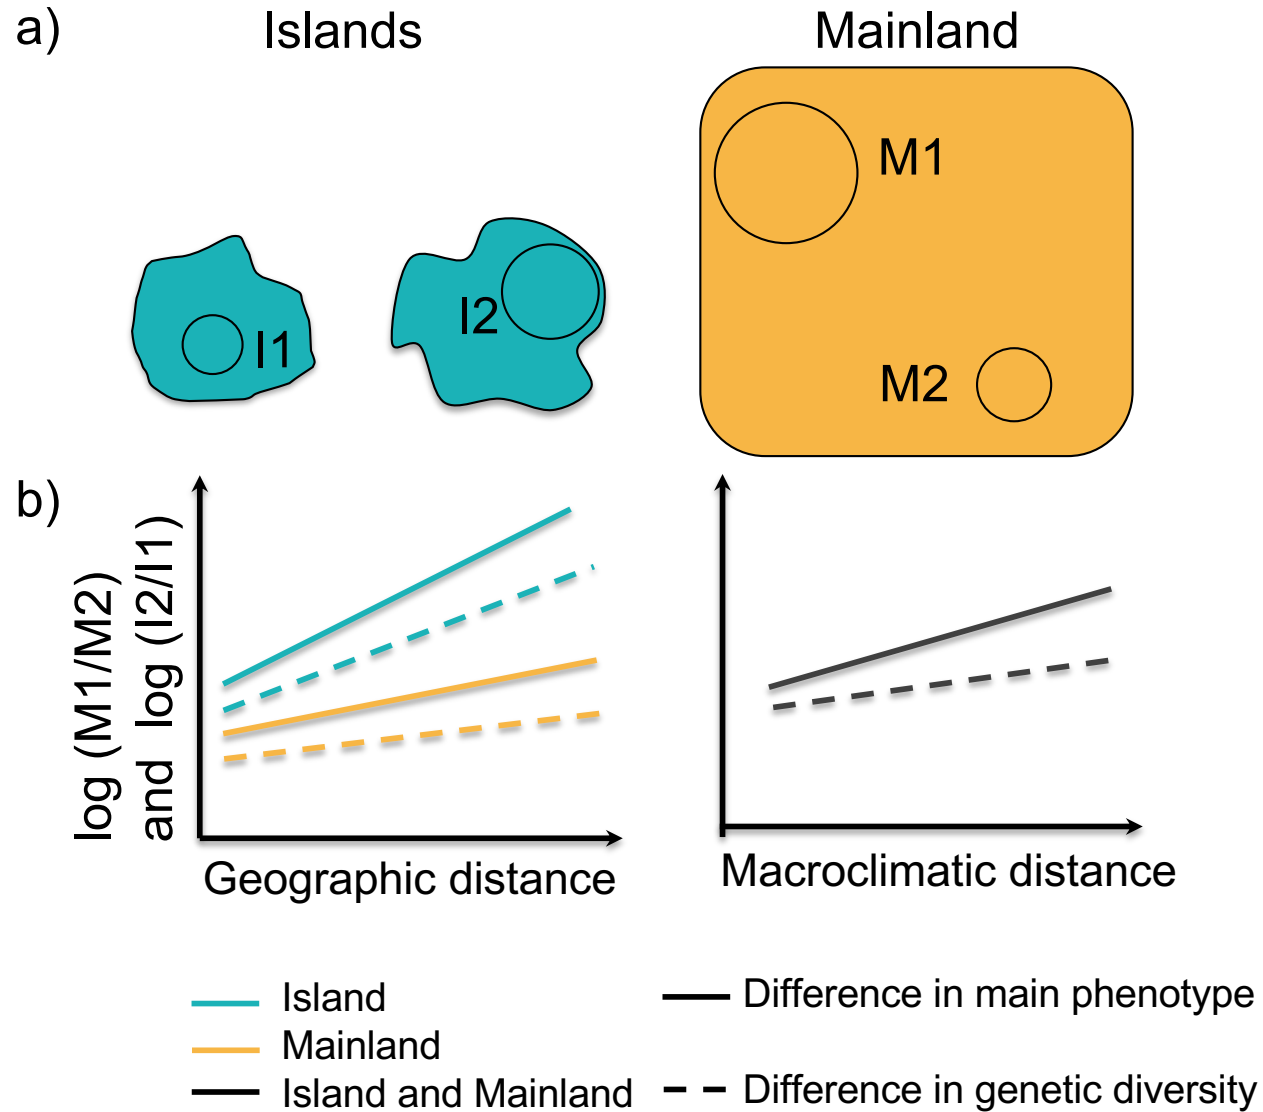 a)
Islands
Mainland
M1
I1
I2
M2
b)
log (M1/M2)
and log (I2/I1)
Geographic distance
Macroclimatic distance
Island
Mainland
Island and Mainland
Difference in main phenotype
Difference in genetic diversity